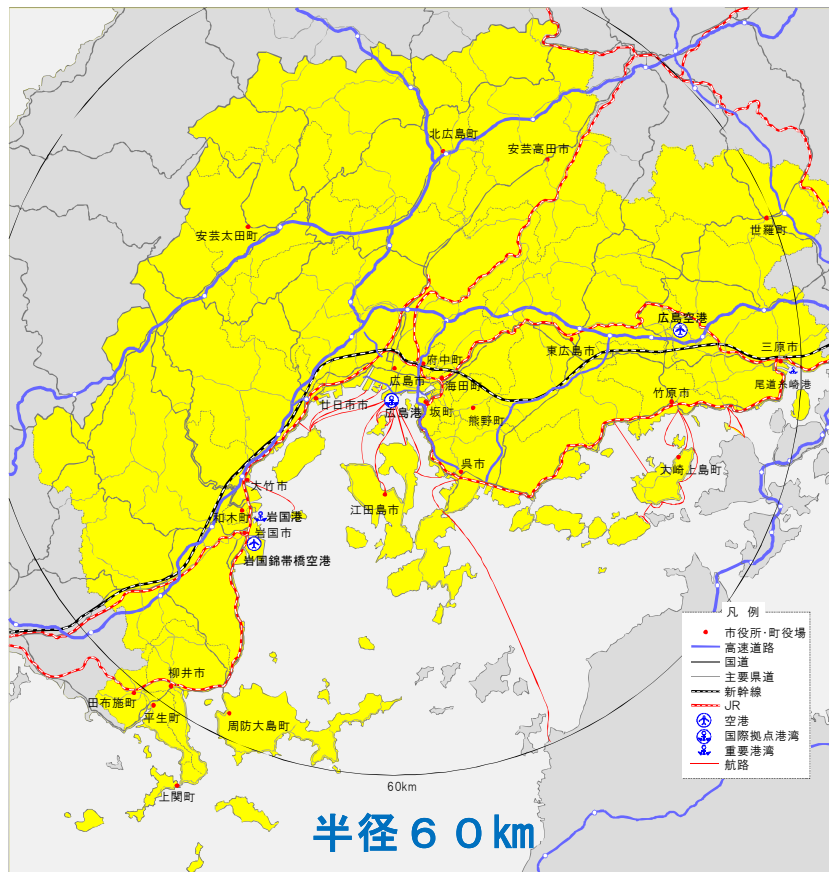 北広島町
安芸高田市
安芸太田町
世羅町
広島空港
府中町
東広島市
三原市
広島市
海田町
尾道糸崎港
廿日市市
竹原市
広島港
坂町
熊野町
呉市
大崎上島町
大竹市
江田島市
和木町
岩国港
岩国市
岩国錦帯橋空港
凡 例
市役所・町役場
高速道路
国道
主要県道
新幹線
JR
空港
国際拠点港湾
重要港湾
航路
柳井市
田布施町
平生町
周防大島町
60km
上関町
半径60km